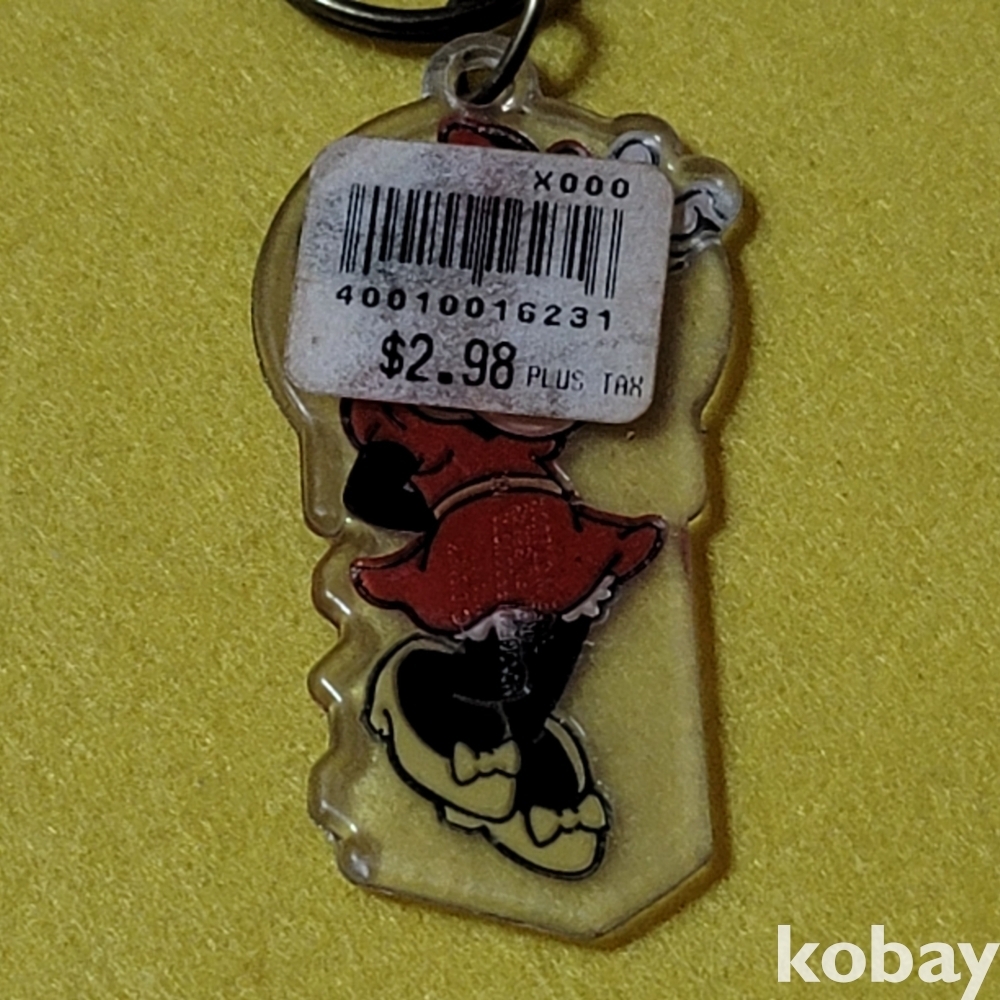 X000
40010016231
$2.98 PLUS TAX
kobay